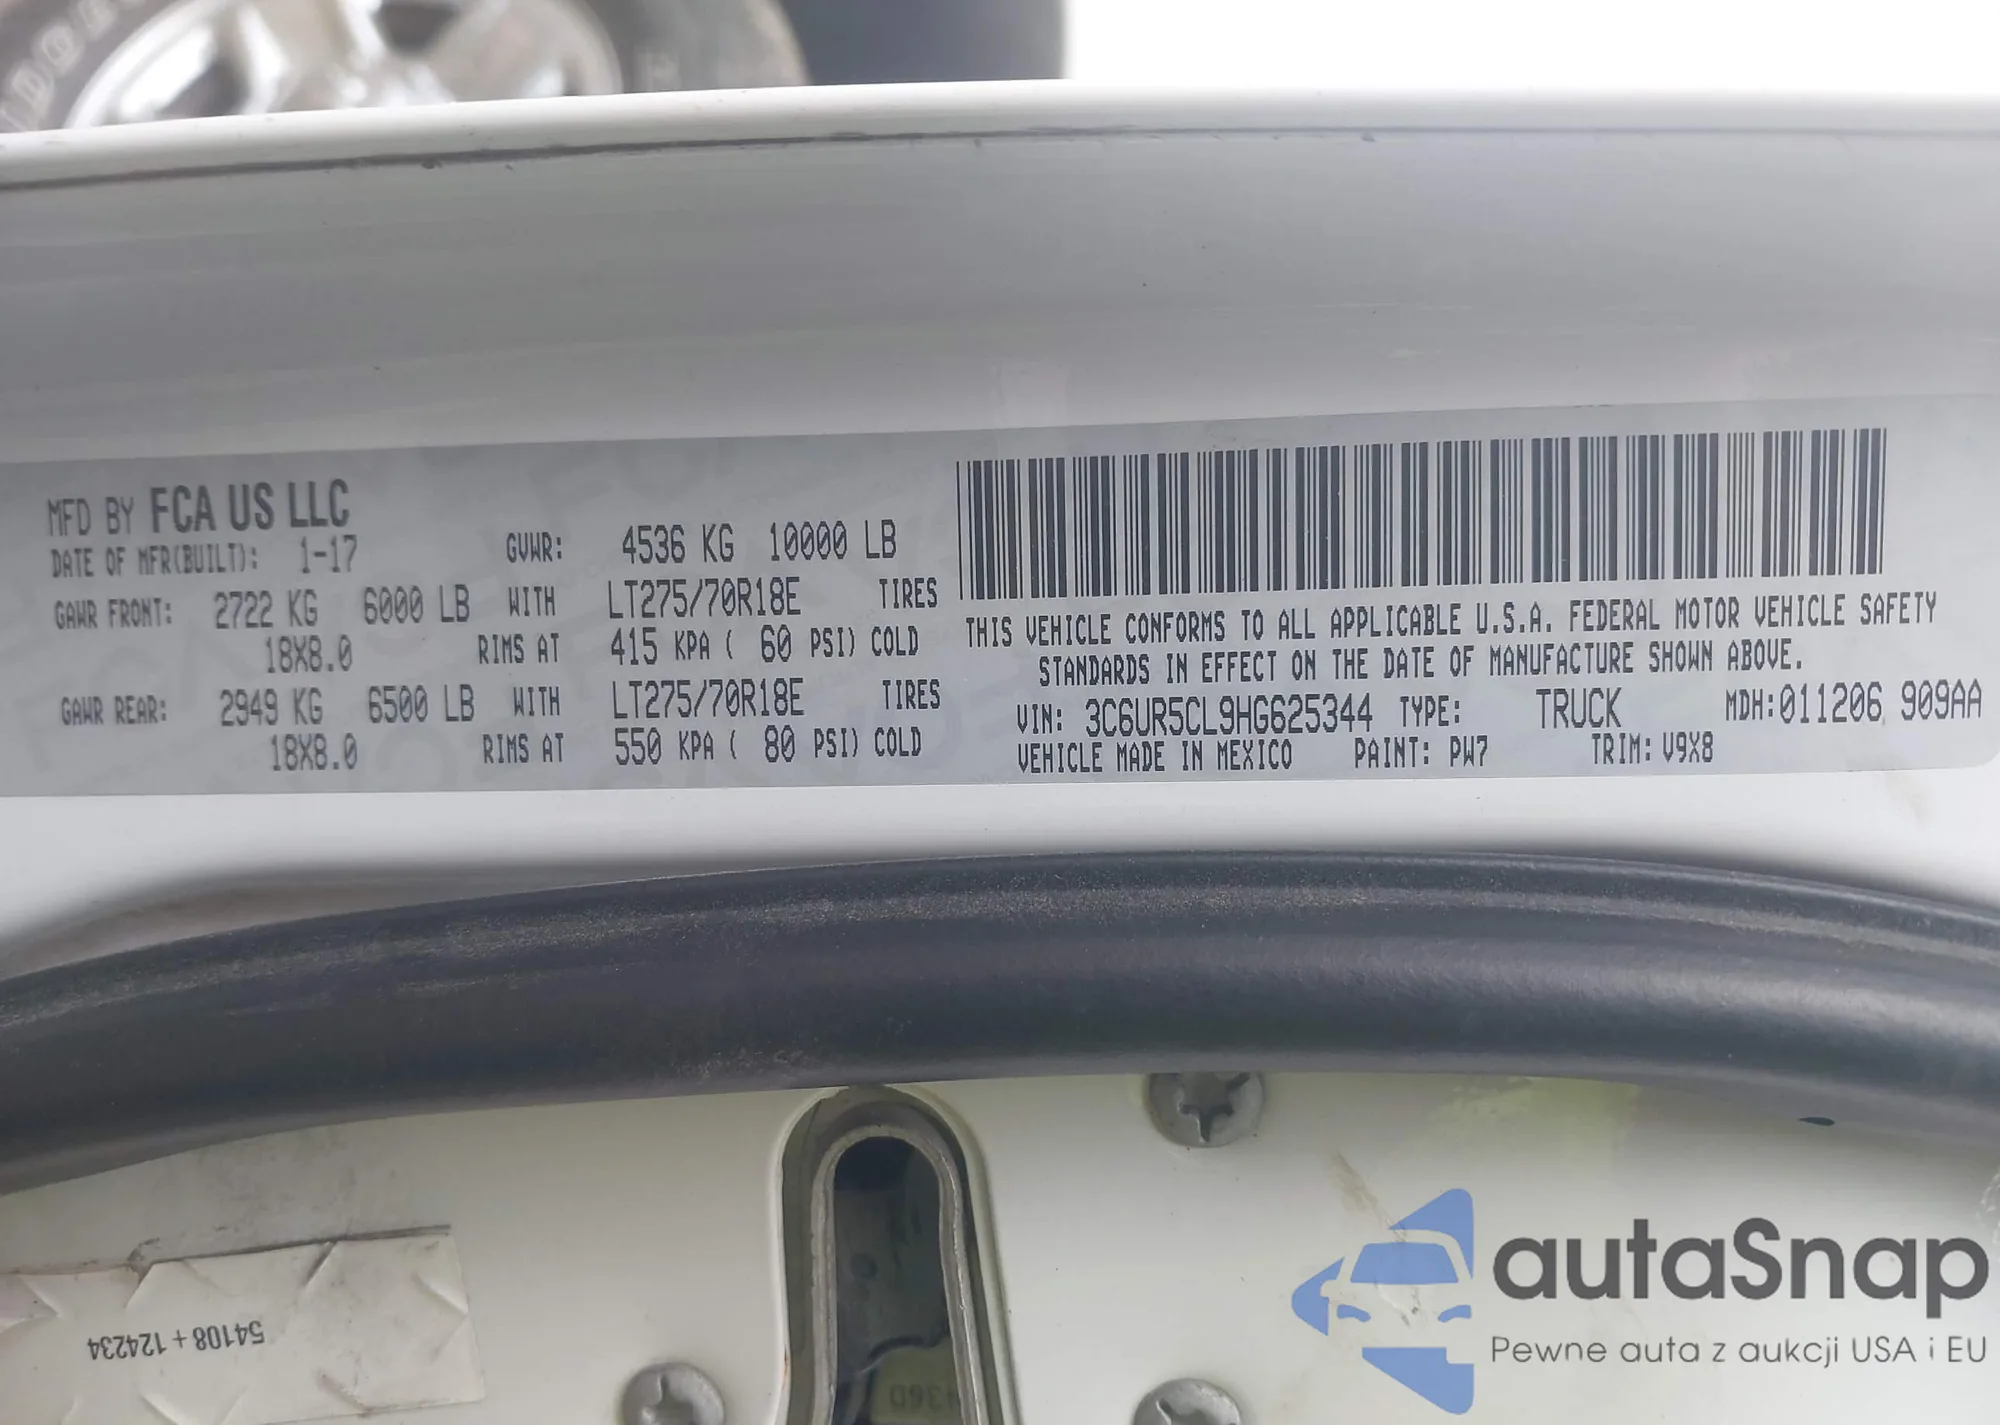 MFD BY FCA US LLC
DATE OF MFR(BUILT): 1-17
GVWR: 4536 KG 10000 LB
GAWR FRONT: 2722 KG 6000 LB WITH LT275/70R18E TIRES
18X8.0 RIMS AT 415 KPA ( 60 PSI) COLD
GAWR REAR: 2949 KG 6500 LB WITH LT275/70R18E TIRES
18X8.0 RIMS AT 550 KPA ( 80 PSI) COLD
THIS VEHICLE CONFORMS TO ALL APPLICABLE U.S.A. FEDERAL MOTOR VEHICLE SAFETY
STANDARDS IN EFFECT ON THE DATE OF MANUFACTURE SHOWN ABOVE.
VIN: 3C6UR5CL9HG625344 TYPE: TRUCK MDH:011206 909AA
VEHICLE MADE IN MEXICO PAINT: PW7 TRIM: V9X8
54108 + 124234
autaSnap
Pewne auta z aukcji USA i EU